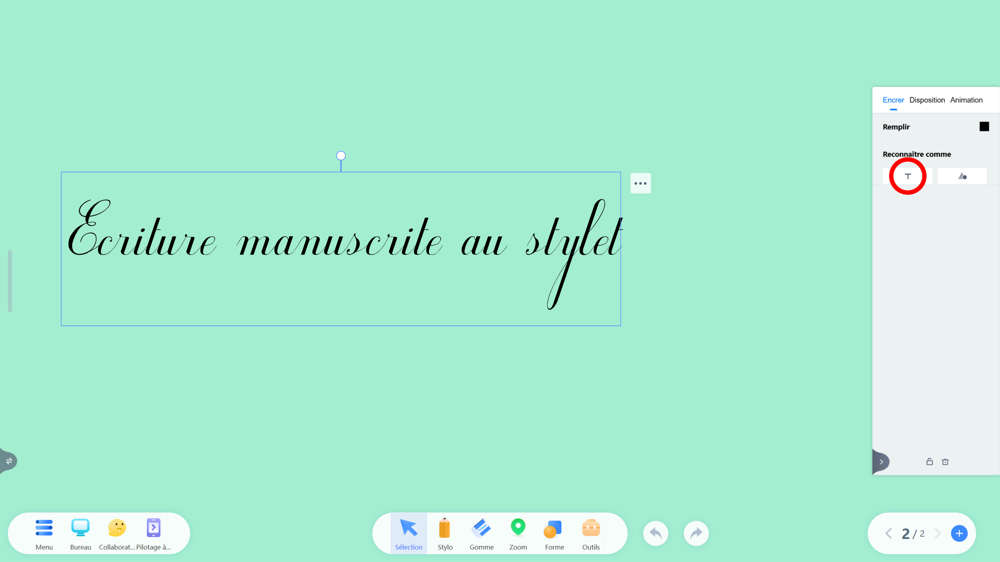 Encrer Disposition Animation
Remplir
Reconnaître comme
T
Ecriture manuscrite au stylet
Menu Bureau Collaborat... Pilotage à...
Eraser
Sélection Stylo Gomme Zoom Forme Outils
2 / 2